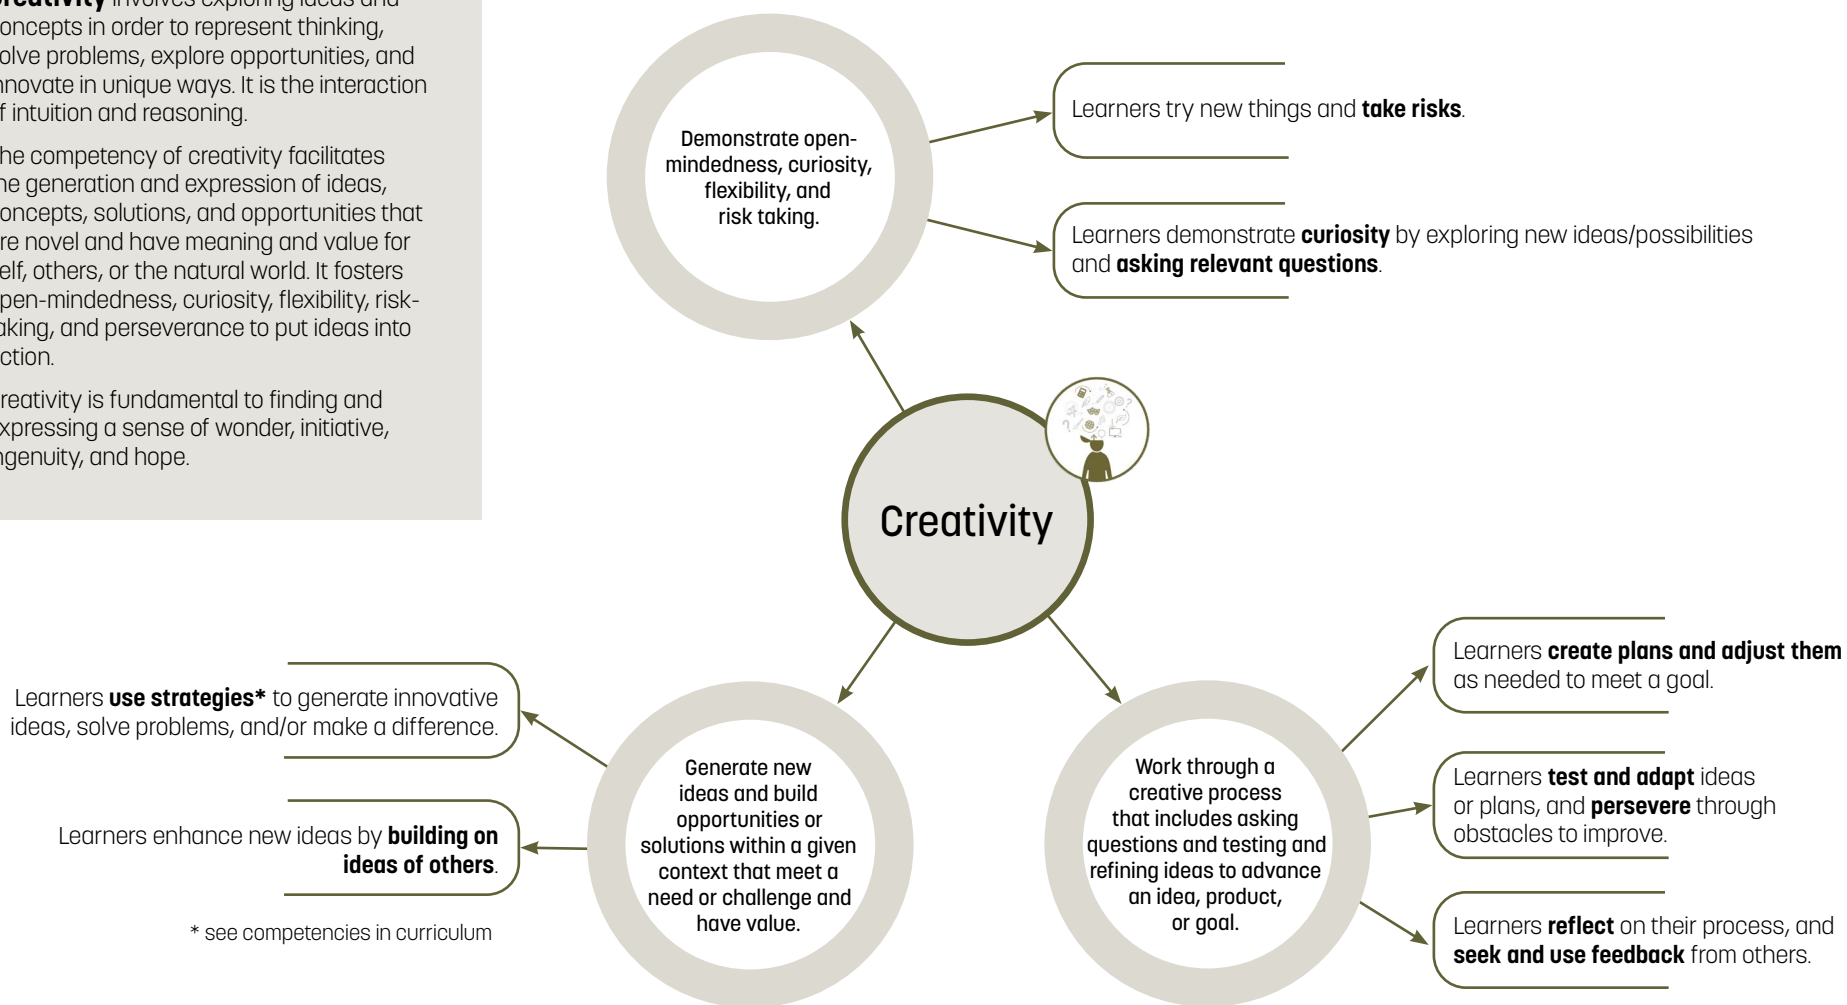 Creativity involves exploring ideas and
oncepts in order to represent thinking,
olve problems, explore opportunities, and
nnovate in unique ways. It is the interaction
f intuition and reasoning.
he competency of creativity facilitates
he generation and expression of ideas,
oncepts, solutions, and opportunities that
re novel and have meaning and value for
elf, others, or the natural world. It fosters
pen-mindedness, curiosity, flexibility, risk-
aking, and perseverance to put ideas into
ction.
reativity is fundamental to finding and
xpressing a sense of wonder, initiative,
ngenuity, and hope.
Demonstrate open-
mindedness, curiosity,
flexibility, and
risk taking.
Learners try new things and take risks.
Learners demonstrate curiosity by exploring new ideas/possibilities
and asking relevant questions.
Creativity
Learners use strategies* to generate innovative
ideas, solve problems, and/or make a difference.
Learners enhance new ideas by building on
ideas of others.
* see competencies in curriculum
Generate new
ideas and build
opportunities or
solutions within a given
context that meet a
need or challenge and
have value.
Work through a
creative process
that includes asking
questions and testing and
refining ideas to advance
an idea, product,
or goal.
Learners create plans and adjust them
as needed to meet a goal.
Learners test and adapt ideas
or plans, and persevere through
obstacles to improve.
Learners reflect on their process, and
seek and use feedback from others.